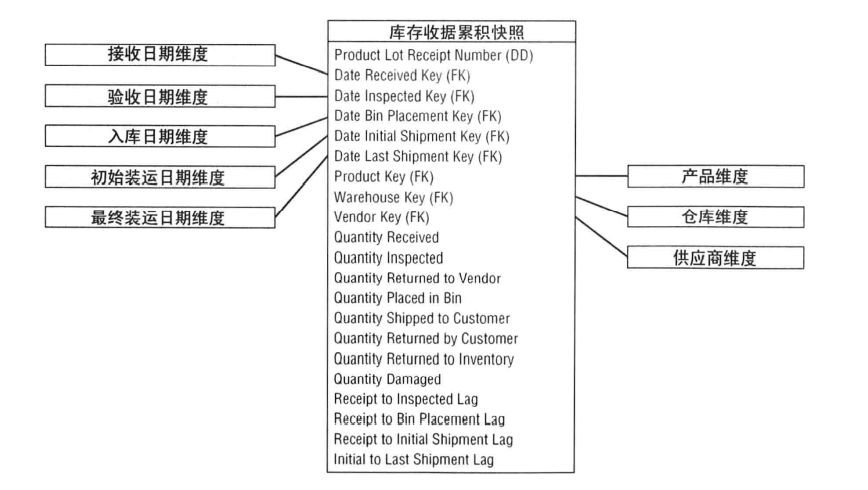 库存收据累积快照
Product Lot Receipt Number (DD)
Date Received Key (FK)
Date Inspected Key (FK)
Date Bin Placement Key (FK)
Date Initial Shipment Key (FK)
Date Last Shipment Key (FK)
Product Key (FK)
Warehouse Key (FK)
Vendor Key (FK)
Quantity Received
Quantity Inspected
Quantity Returned to Vendor
Quantity Placed in Bin
Quantity Shipped to Customer
Quantity Returned by Customer
Quantity Returned to Inventory
Quantity Damaged
Receipt to Inspected Lag
Receipt to Bin Placement Lag
Receipt to Initial Shipment Lag
Initial to Last Shipment Lag
接收日期维度
验收日期维度
入库日期维度
初始装运日期维度
最终装运日期维度
产品维度
仓库维度
供应商维度